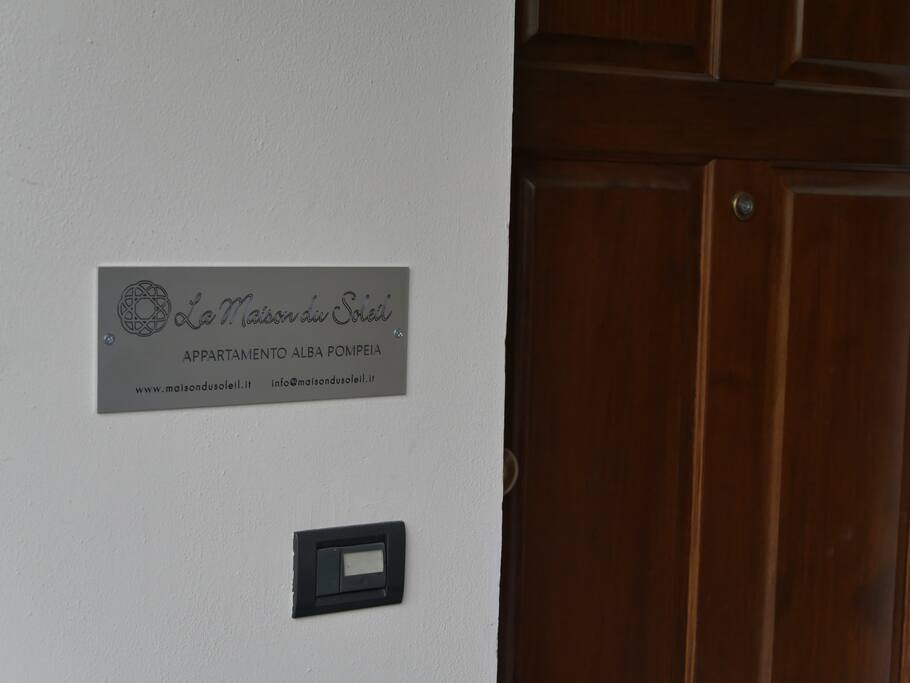 La Maison du Soleil
APPARTAMENTO ALBA POMPEIA
www.maisondusoleil.it info@maisondusoleil.it